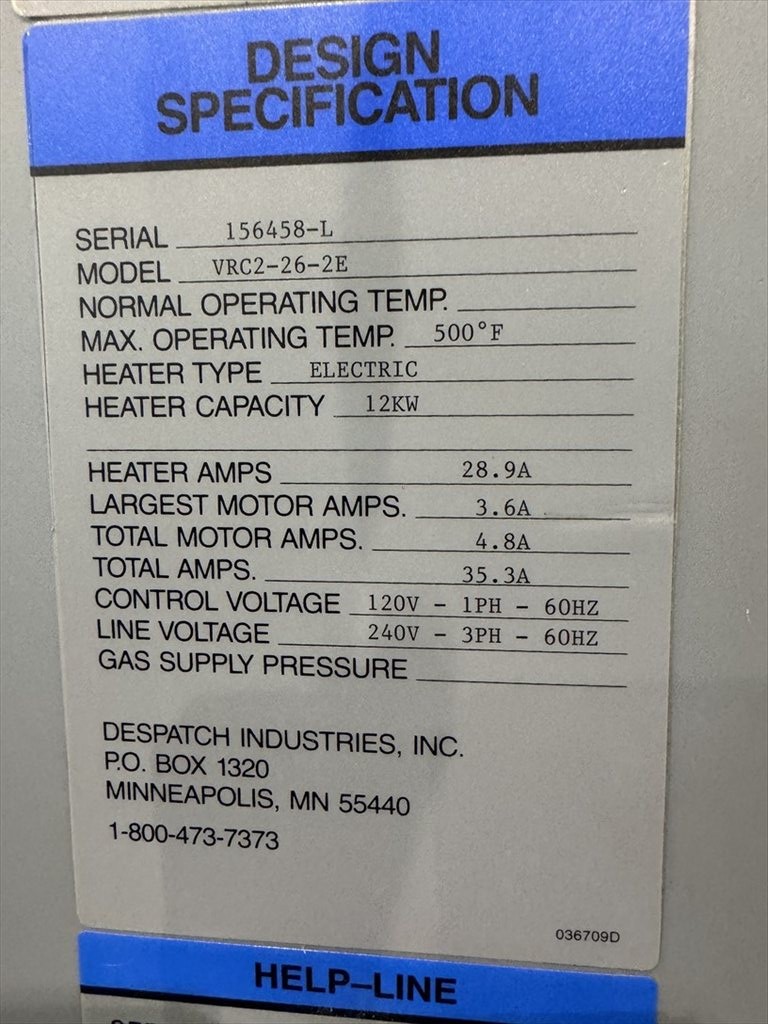 DESIGN
SPECIFICATION
SERIAL 156458-L
MODEL VRC2-26-2E
NORMAL OPERATING TEMP.
MAX. OPERATING TEMP. 500°F
HEATER TYPE ELECTRIC
HEATER CAPACITY 12KW
HEATER AMPS 28.9A
LARGEST MOTOR AMPS. 3.6A
TOTAL MOTOR AMPS. 4.8A
TOTAL AMPS. 35.3A
CONTROL VOLTAGE 120V - 1PH - 60HZ
LINE VOLTAGE 240V - 3PH - 60HZ
GAS SUPPLY PRESSURE
DESPATCH INDUSTRIES, INC.
P.O. BOX 1320
MINNEAPOLIS, MN 55440
1-800-473-7373
036709D
HELP-LINE